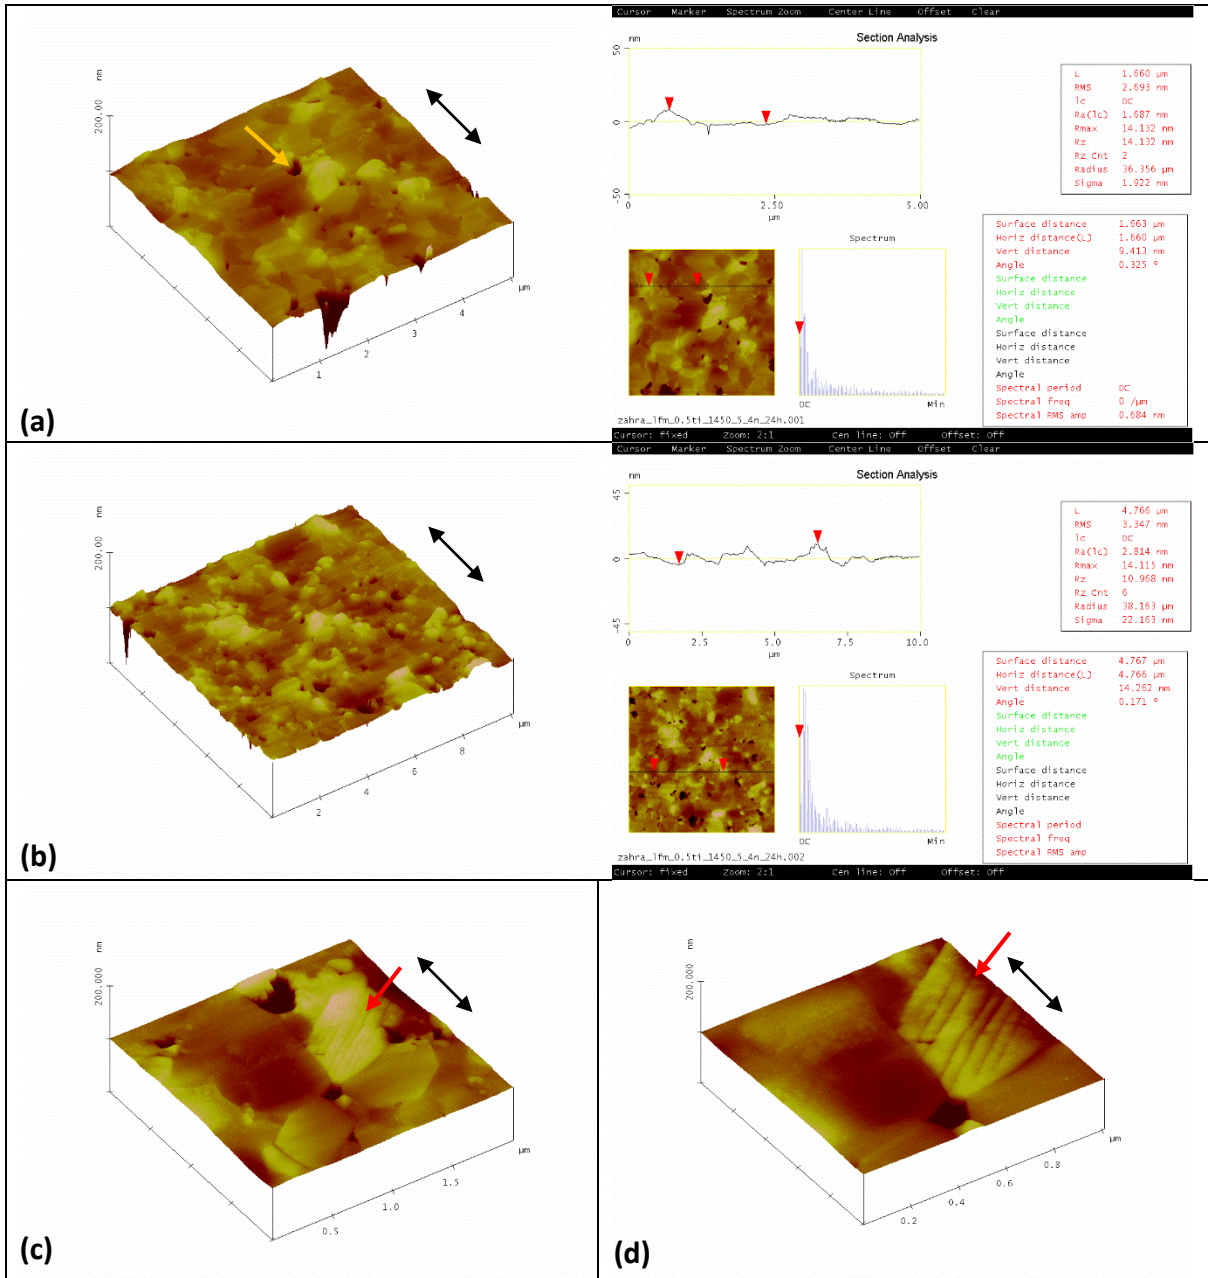 Cursor Marker Spectrum Zoom Center Line Offset Clear
nm
200.00
1
2
3
4
µm
(a)
nm
Section Analysis
50
0
-50
0 2.50 5.00
µm
L 1.660 µm
RMS 2.693 nm
lc DC
Ra(lc) 1.687 nm
Rmax 14.132 nm
Rz 14.132 nm
Rz Cnt 2
Radius 36.356 µm
Sigma 1.922 nm
Surface distance 1.663 µm
Horiz distance(L) 1.660 µm
Vert distance 9.413 nm
Angle 0.325 °
Surface distance
Horiz distance
Vert distance
Angle
Surface distance
Horiz distance
Vert distance
Angle
Spectral period DC
Spectral freq 0 /µm
Spectral RMS amp 0.684 nm
Spectrum
DC Min
zahra_lfm_0.5ti_1450_5_4n_24h.001
Cursor: fixed Zoom: 2:1 Cen line: Off Offset: Off
Cursor Marker Spectrum Zoom Center Line Offset Clear
nm
200.00
2
4
6
8
µm
(b)
nm
Section Analysis
45
0
-45
0 2.5 5.0 7.5 10.0
µm
L 4.766 µm
RMS 3.347 nm
lc DC
Ra(lc) 2.814 nm
Rmax 14.115 nm
Rz 10.968 nm
Rz Cnt 6
Radius 38.163 µm
Sigma 22.163 nm
Surface distance 4.767 µm
Horiz distance(L) 4.766 µm
Vert distance 14.262 nm
Angle 0.171 °
Surface distance
Horiz distance
Vert distance
Angle
Surface distance
Horiz distance
Vert distance
Angle
Spectral period
Spectral freq
Spectral RMS amp
Spectrum
DC Min
zahra_lfm_0.5ti_1450_5_4n_24h.002
Cursor: fixed Zoom: 2:1 Cen line: Off Offset: Off
nm
200.000
0.5
1.0
1.5
µm
(c)
nm
200.000
0.2
0.4
0.6
0.8
µm
(d)